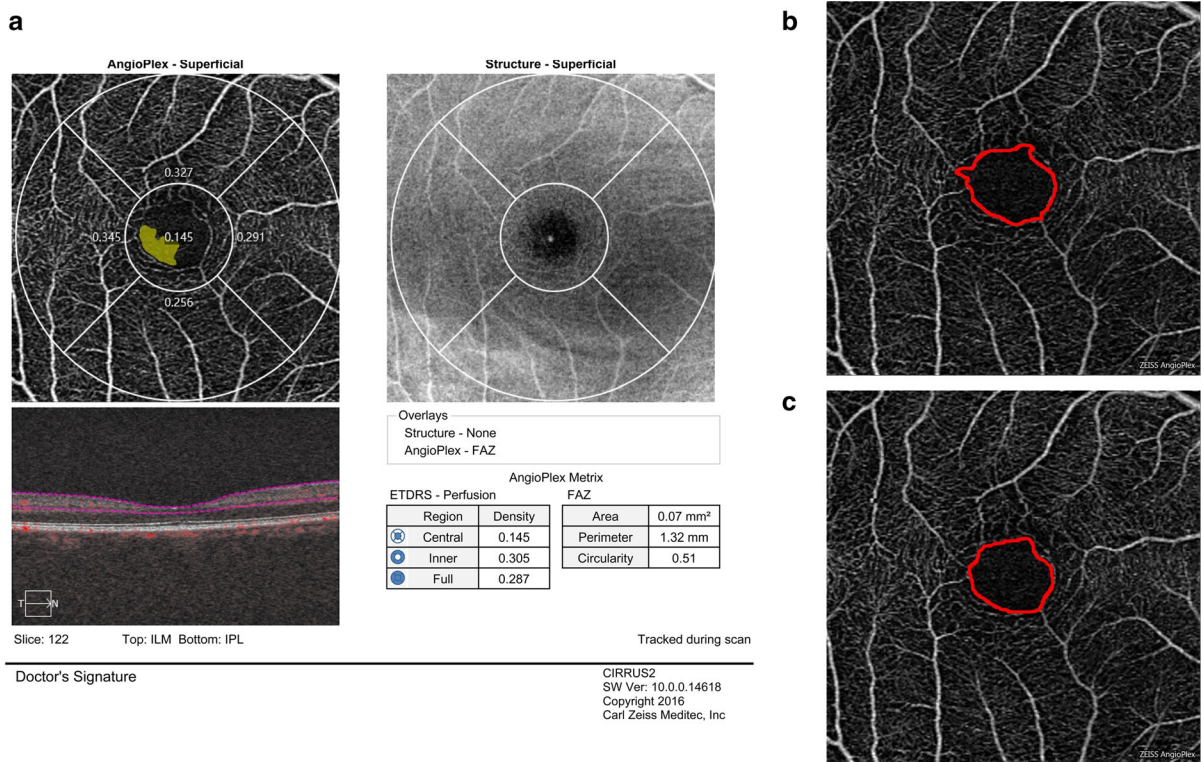 a
AngioPlex - Superficial
Structure - Superficial
0.327
0.345 0.145 0.291
0.256
Overlays
Structure - None
AngioPlex - FAZ
AngioPlex Metrix
ETDRS - Perfusion FAZ
Region Density
Central 0.145
Inner 0.305
Full 0.287
Area 0.07 mm²
Perimeter 1.32 mm
Circularity 0.51
T N
Slice: 122 Top: ILM Bottom: IPL
Tracked during scan
Doctor's Signature
CIRRUS2
SW Ver: 10.0.0.14618
Copyright 2016
Carl Zeiss Meditec, Inc
b
ZEISS AngioPlex
c
ZEISS AngioPlex